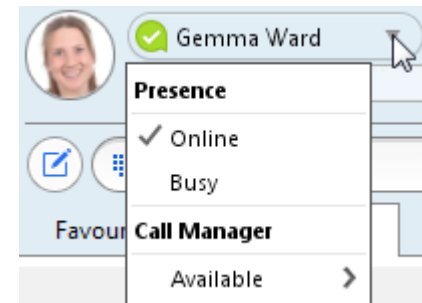 Gemma Ward
Presence
Online
Busy
Favour
Call Manager
Available